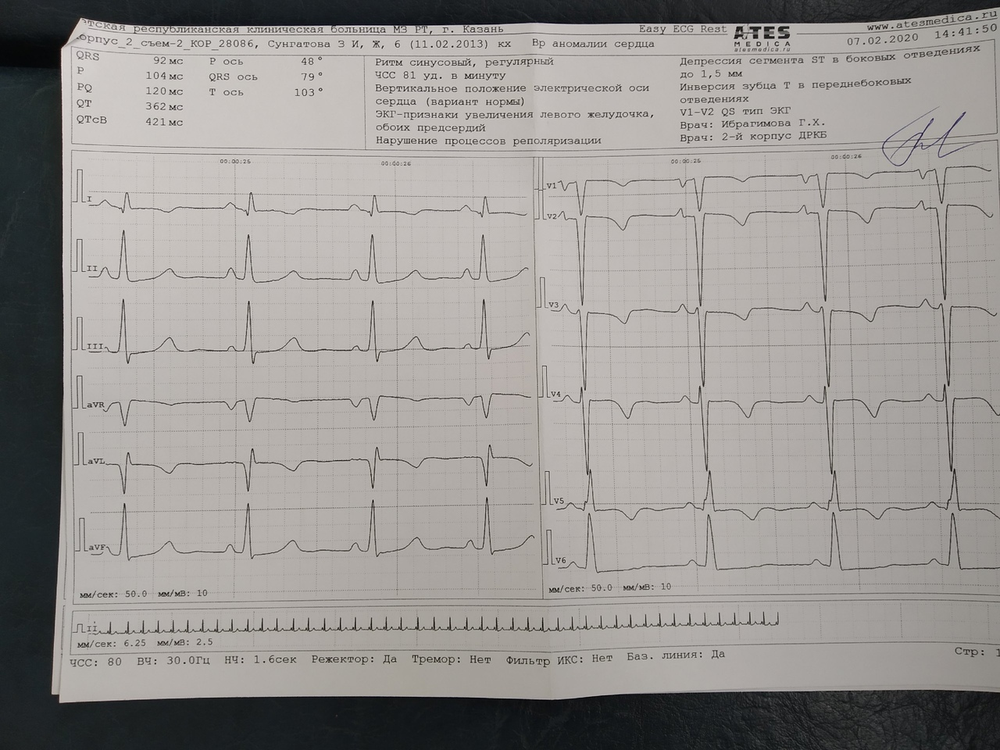 тская республиканская клиническая больница МЗ РТ, г. Казань Easy ECG Rest ATES MEDICA atesmedica.ru www.atesmedica.ru
орпус_2_съем-2_КОР_28086, Сунгатова З И, Ж, 6 (11.02.2013) кх Вр аномалии сердца 07.02.2020 14:41:50
QRS 92 мс P ось 48°
P 104 мс QRS ось 79°
PQ 120 мс T ось 103°
QT 362 мс
QTcB 421 мс
Ритм синусовый, регулярный
ЧСС 81 уд. в минуту
Вертикальное положение электрической оси
сердца (вариант нормы)
ЭКГ-признаки увеличения левого желудочка,
обоих предсердий
Нарушение процессов реполяризации
Депрессия сегмента ST в боковых отведениях
до 1,5 мм
Инверсия зубца Т в переднебоковых
отведениях
V1-V2 QS тип ЭКГ
Врач: Ибрагимова Г.Х.
Врач: 2-й корпус ДРКБ
00:00:25 00:00:26
I
II
III
aVR
aVL
aVF
мм/сек: 50.0 мм/мВ: 10
00:00:25 00:00:26
V1
V2
V3
V4
V5
V6
мм/сек: 50.0 мм/мВ: 10
II
мм/сек: 6.25 мм/мВ: 2.5
ЧСС: 80 ВЧ: 30.0Гц НЧ: 1.6сек Режектор: Да Тремор: Нет Фильтр ИКС: Нет Баз. линия: Да Стр: 1